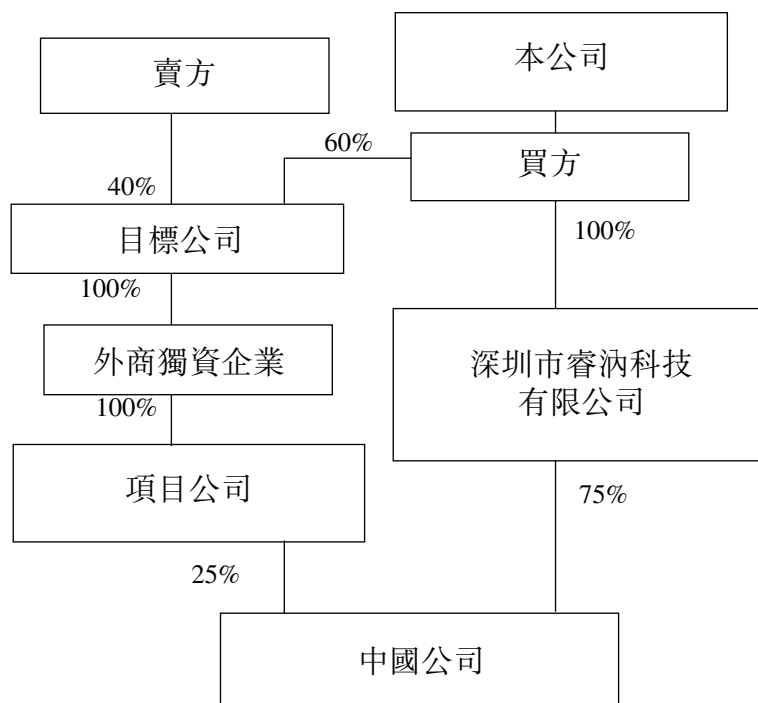 本公司
賣方
60%
買方
40%
目標公司
100%
100%
外商獨資企業
深圳市睿汭科技
有限公司
100%
項目公司
75%
25%
中國公司